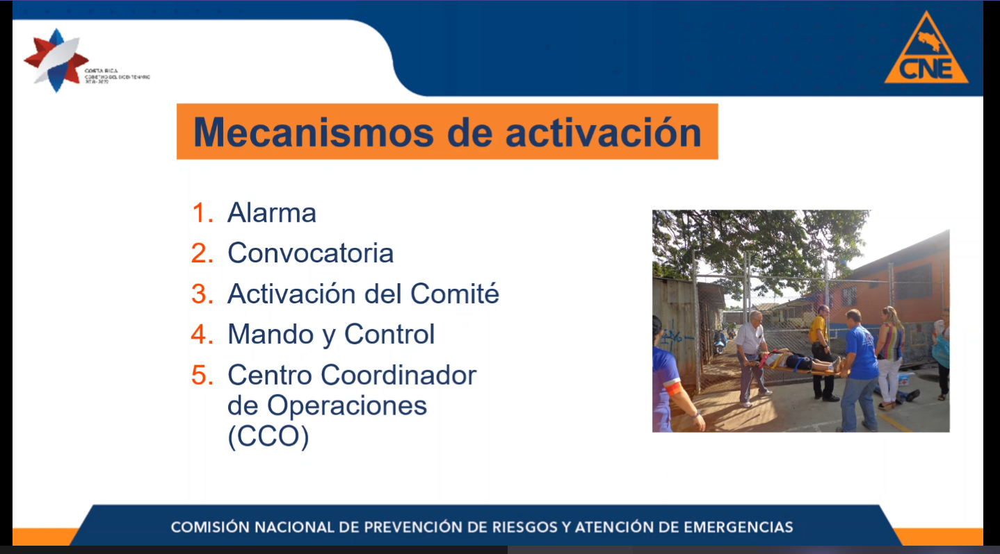 COSTA RICA
GOBIERNO DEL BICENTENARIO
2018 - 2022
CNE
Mecanismos de activación
1. Alarma
2. Convocatoria
3. Activación del Comité
4. Mando y Control
5. Centro Coordinador
de Operaciones
(CCO)
COMISIÓN NACIONAL DE PREVENCIÓN DE RIESGOS Y ATENCIÓN DE EMERGENCIAS